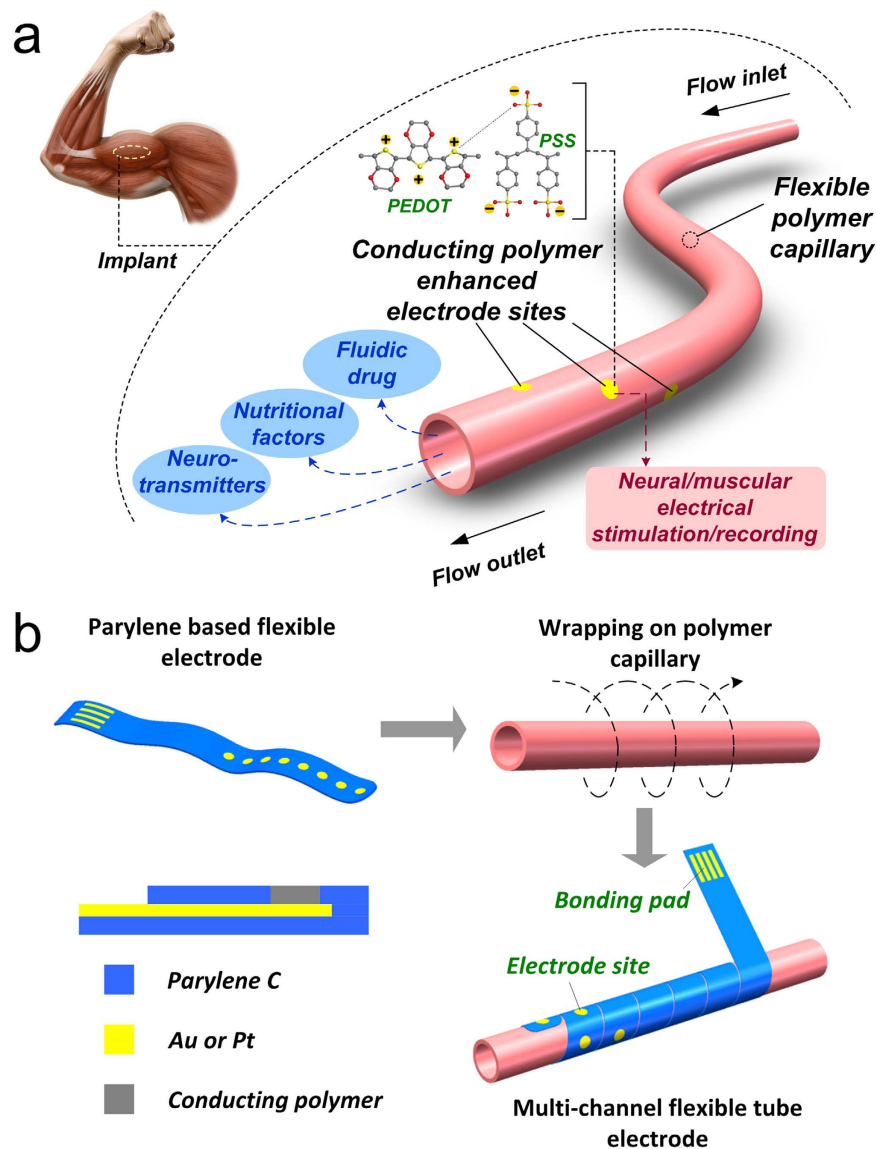 a
Flow inlet
PSS
PEDOT
Flexible
polymer
capillary
Implant
Conducting polymer
enhanced
electrode sites
Fluidic
drug
Nutritional
factors
Neuro-
transmitters
Neural/muscular
electrical
stimulation/recording
Flow outlet
b
Parylene based flexible
electrode
Wrapping on polymer
capillary
Bonding pad
Electrode site
Parylene C
Au or Pt
Conducting polymer
Multi-channel flexible tube
electrode